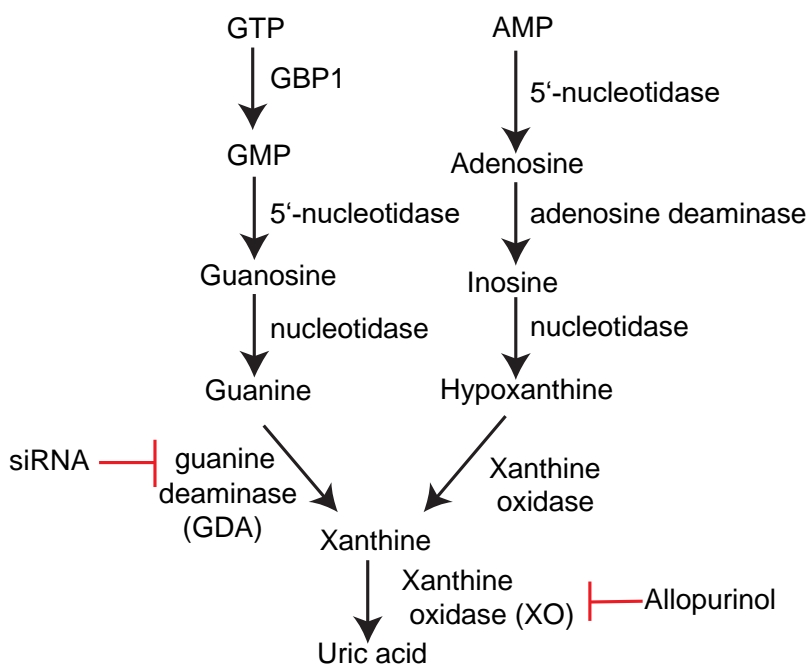 GTP
AMP
GBP1
5‘-nucleotidase
GMP
Adenosine
5‘-nucleotidase
adenosine deaminase
Guanosine
Inosine
nucleotidase
nucleotidase
Guanine
Hypoxanthine
siRNA
guanine
deaminase
(GDA)
Xanthine
oxidase
Xanthine
Xanthine
oxidase (XO)
Allopurinol
Uric acid